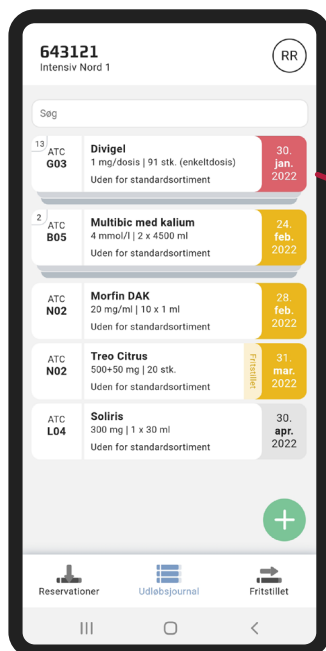 643121
Intensiv Nord 1
RR
Søg
13
ATC
G03
Divigel
1 mg/dosis | 91 stk. (enkeltdosis)
Uden for standardsortiment
30.
jan.
2022
2
ATC
B05
Multibic med kalium
4 mmol/l | 2 x 4500 ml
Uden for standardsortiment
24.
feb.
2022
ATC
N02
Morfin DAK
20 mg/ml | 10 x 1 ml
Uden for standardsortiment
28.
feb.
2022
ATC
N02
Treo Citrus
500+50 mg | 20 stk.
Uden for standardsortiment
Fritstillet
31.
mar.
2022
ATC
L04
Soliris
300 mg | 1 x 30 ml
Uden for standardsortiment
30.
apr.
2022
Reservationer
Udløbsjournal
Fritstillet